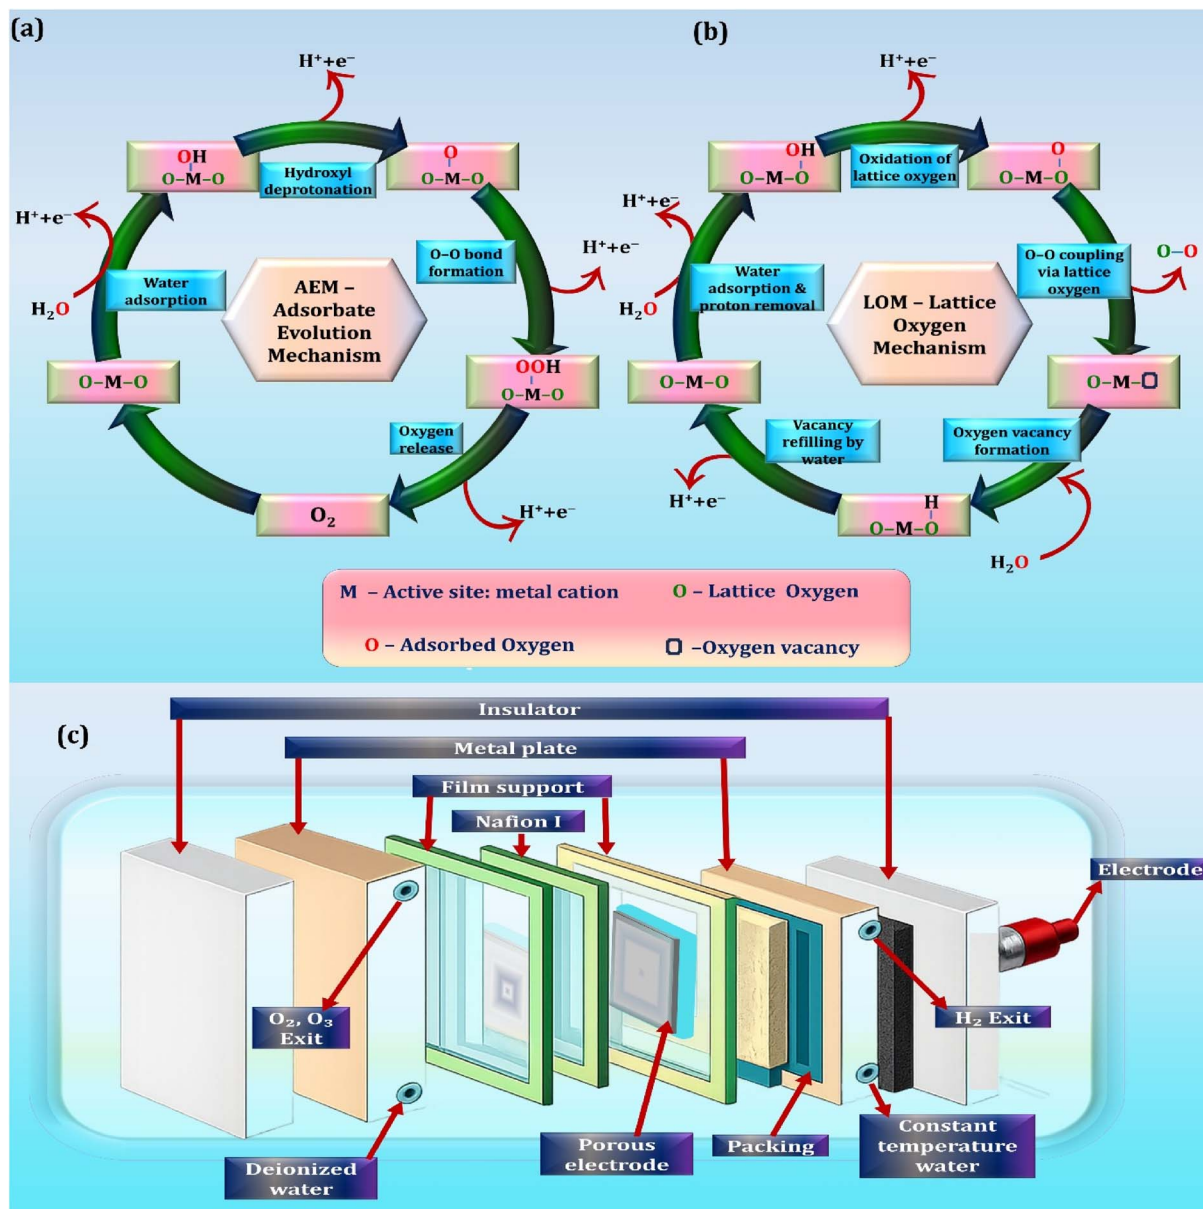 (a)
H⁺+e⁻
OH
O–M–O
Hydroxyl
deprotonation
O
O–M–O
H⁺+e⁻
H₂O
Water
adsorption
O–O bond
formation
H⁺+e⁻
AEM –
Adsorbate
Evolution
Mechanism
O–M–O
OOH
O–M–O
Oxygen
release
O₂
H⁺+e⁻
(b)
H⁺+e⁻
OH
O–M–O
Oxidation of
lattice oxygen
O
O–M–O
H⁺+e⁻
H₂O
Water
adsorption &
proton removal
O–O coupling
via lattice
oxygen
O–O
LOM – Lattice
Oxygen
Mechanism
O–M–O
O–M–
Vacancy
refilling by
water
Oxygen vacancy
formation
H⁺+e⁻
H
O–M–O
H₂O
M – Active site: metal cation
O – Lattice Oxygen
O – Adsorbed Oxygen
–Oxygen vacancy
(c)
Insulator
Metal plate
Film support
Nafion I
Electrode
O₂, O₃
Exit
H₂ Exit
Deionized
water
Porous
electrode
Packing
Constant
temperature
water